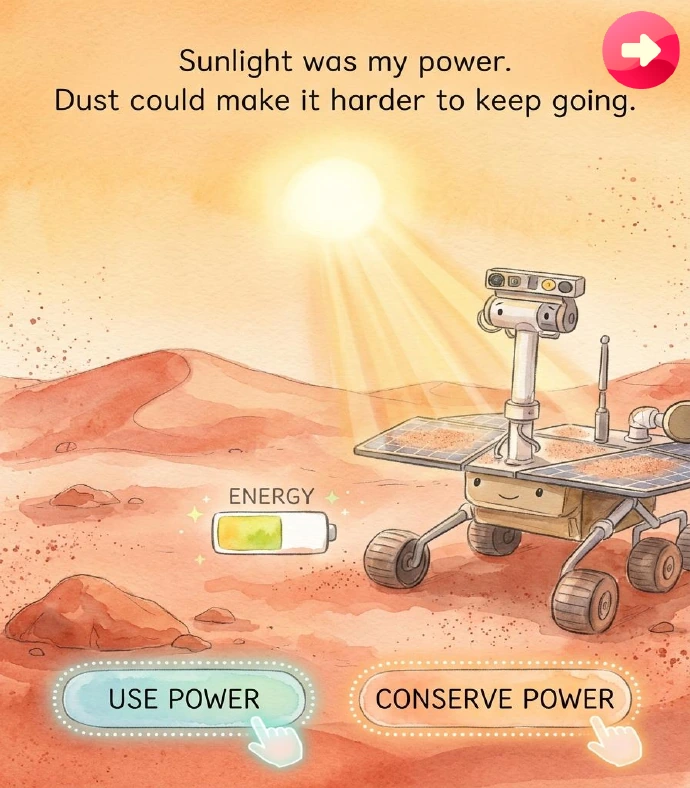 Sunlight was my power.
Dust could make it harder to keep going.
ENERGY
USE POWER
CONSERVE POWER